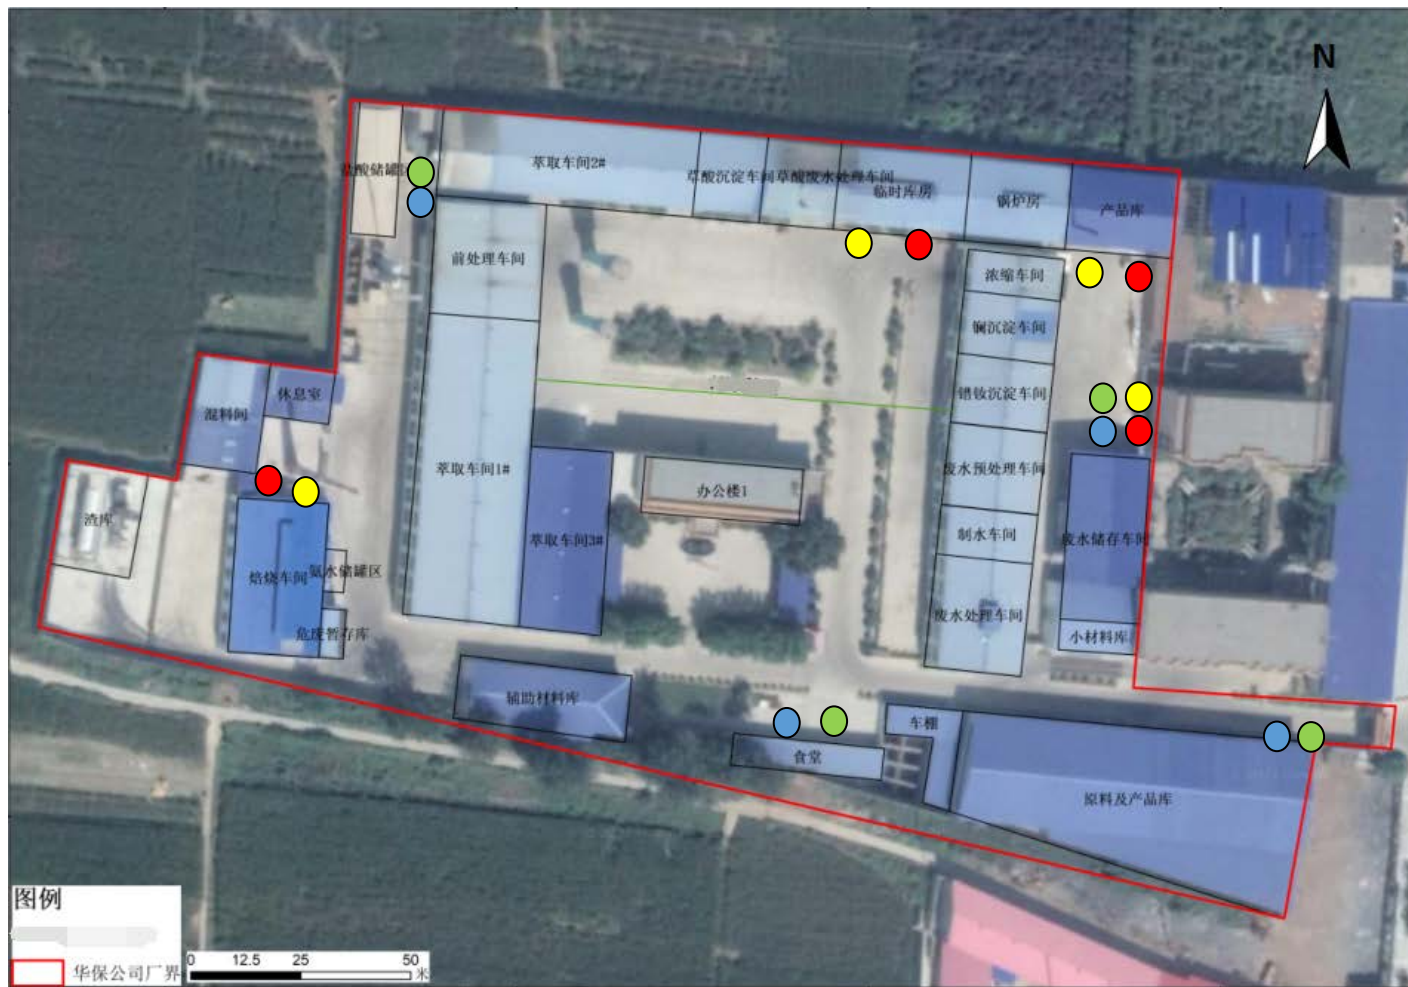 N
盐酸储罐
萃取车间2#
草酸沉淀车间
草酸废水处理车间
临时库房
锅炉房
产品库
前处理车间
浓缩车间
镧沉淀车间
休息室
混料间
镨钕沉淀车间
萃取车间1#
废水预处理车间
办公楼1
渣库
制水车间
萃取车间3#
废水储存车间
焙烧车间
氨水储罐区
废水处理车间
危废暂存库
小材料库
辅助材料库
车棚
食堂
原料及产品库
图例
华保公司厂界
0 12.5 25 50
米